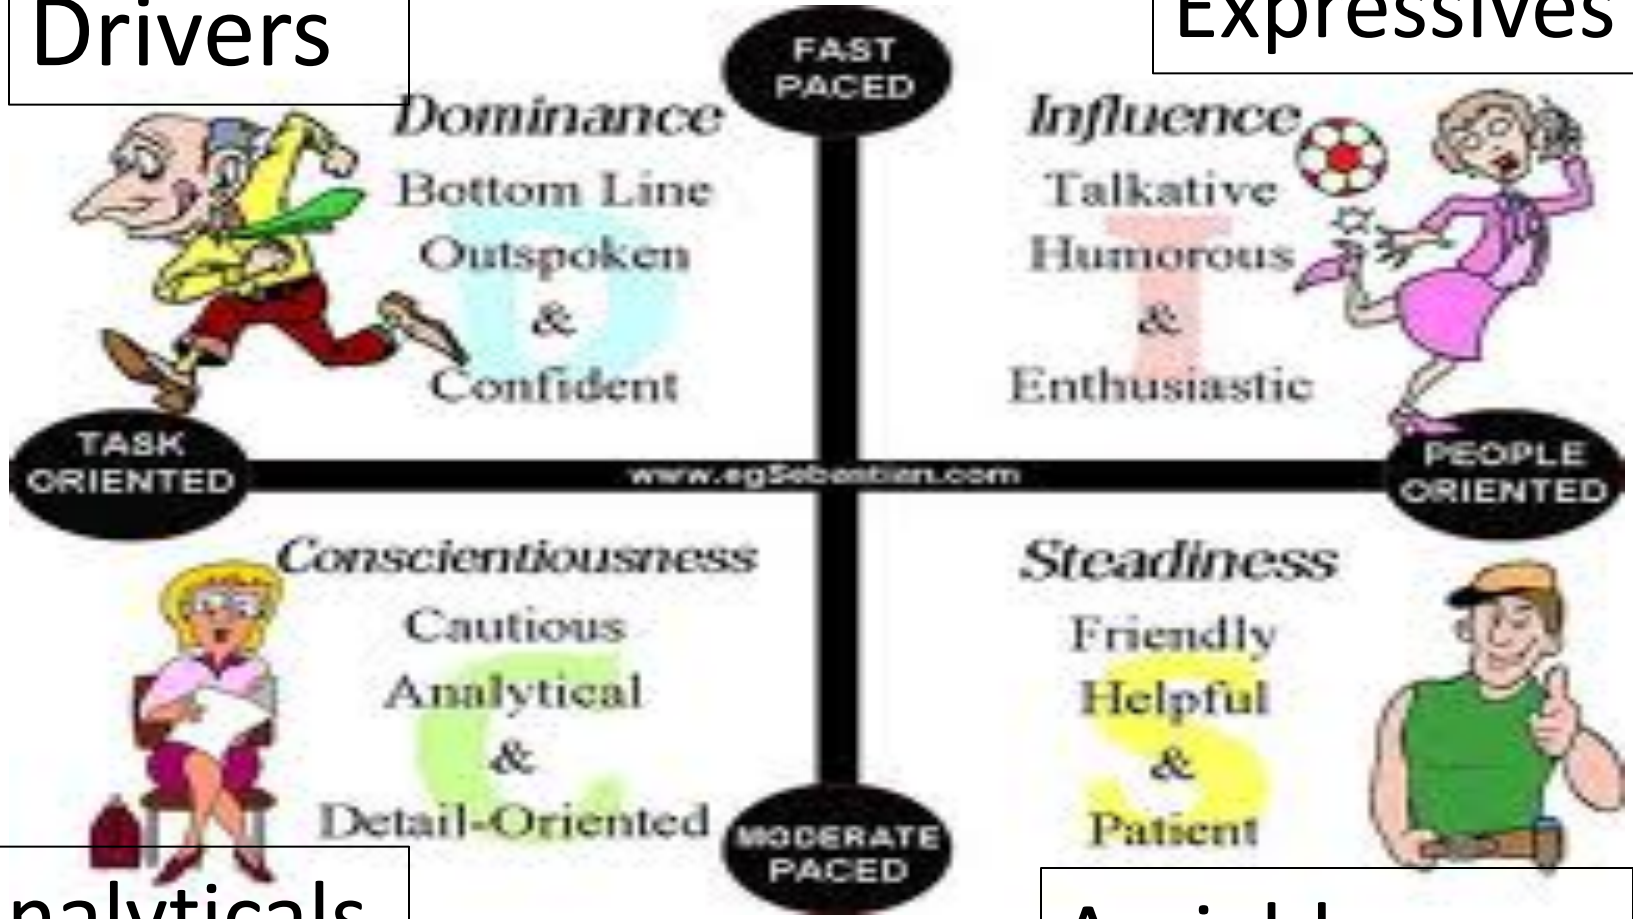 Drivers
Expressives
FAST
PACED
Dominance
Bottom Line
Outspoken
&
Confident
Influence
Talkative
Humorous
&
Enthusiastic
TASK
ORIENTED
www.egSebastian.com
PEOPLE
ORIENTED
Conscientiousness
Cautious
Analytical
&
Detail-Oriented
Steadiness
Friendly
Helpful
&
Patient
MODERATE
PACED
nalyticals